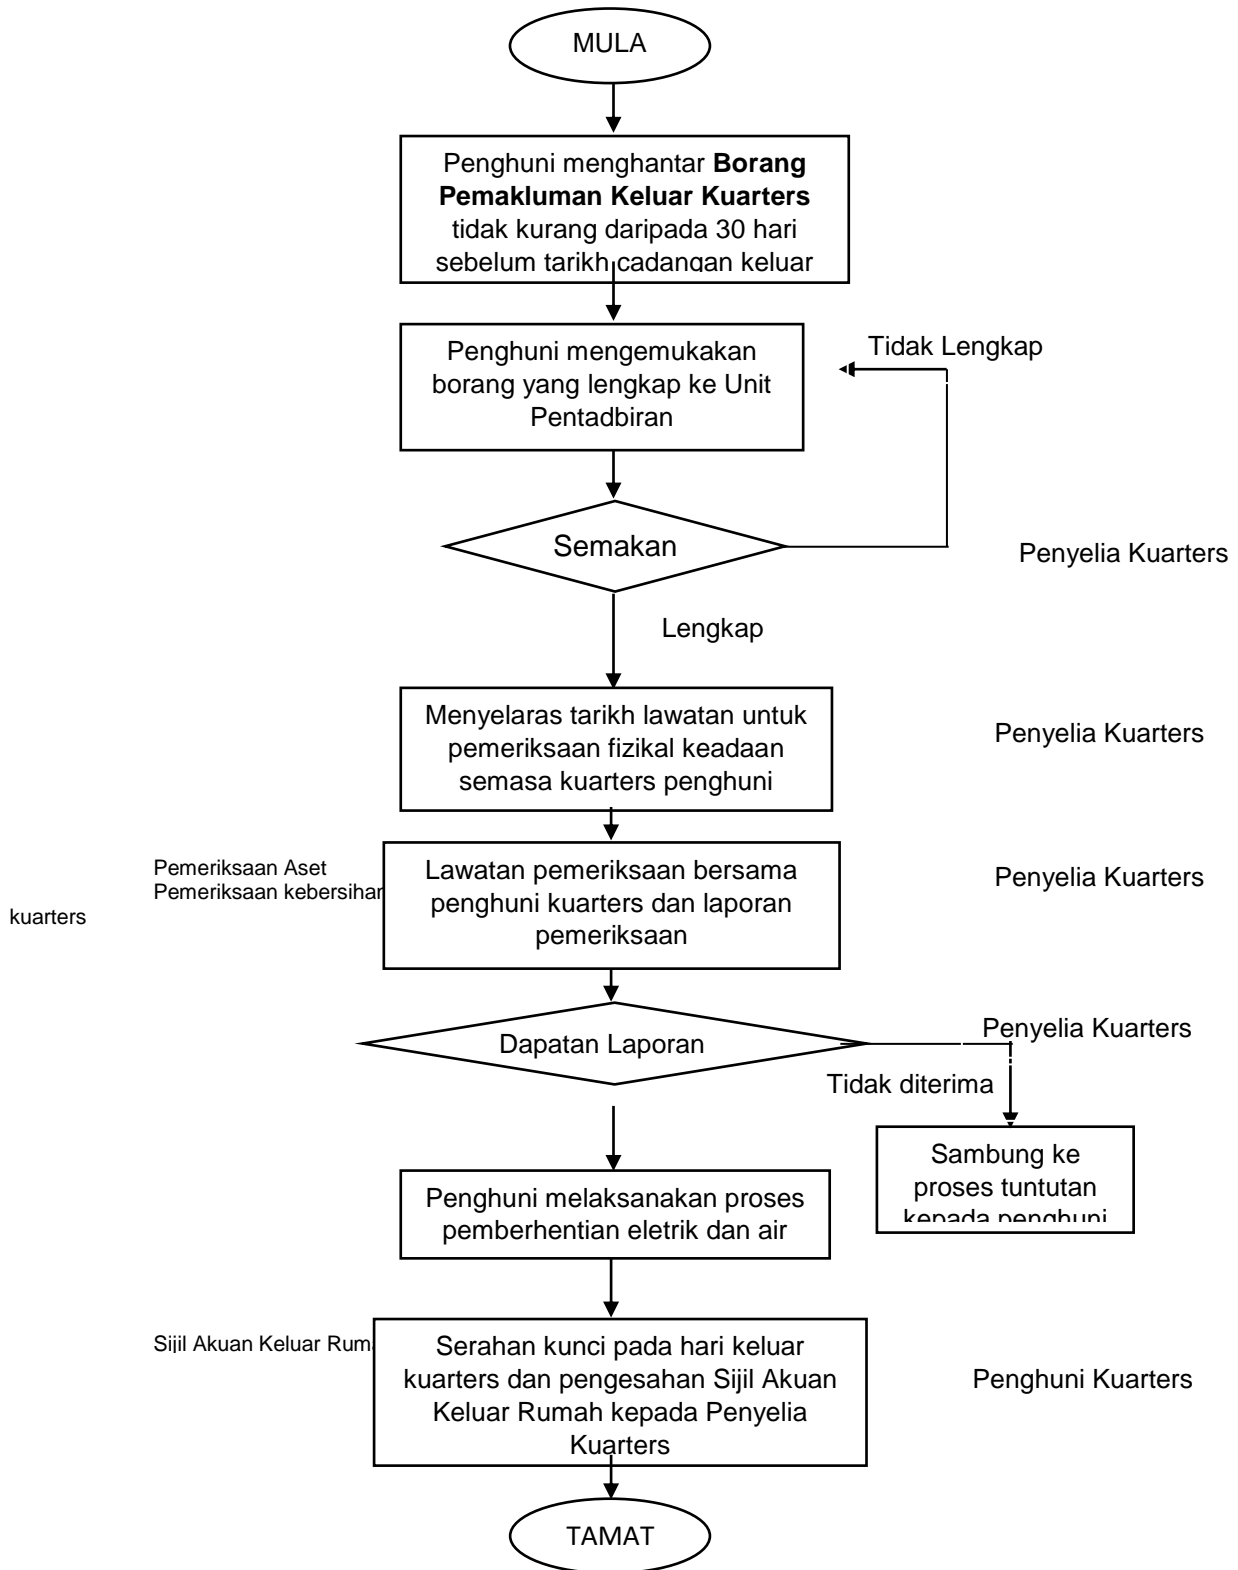 MULA
Penghuni menghantar Borang
Pemakluman Keluar Kuarters
tidak kurang daripada 30 hari
sebelum tarikh cadangan keluar
Penghuni mengemukakan
borang yang lengkap ke Unit
Pentadbiran
Tidak Lengkap
Semakan
Penyelia Kuarters
Lengkap
Menyelaras tarikh lawatan untuk
pemeriksaan fizikal keadaan
semasa kuarters penghuni
Penyelia Kuarters
Pemeriksaan Aset
Pemeriksaan kebersihan
kuarters
Lawatan pemeriksaan bersama
penghuni kuarters dan laporan
pemeriksaan
Penyelia Kuarters
Dapatan Laporan
Penyelia Kuarters
Tidak diterima
Sambung ke
proses tuntutan
kepada penghuni
Penghuni melaksanakan proses
pemberhentian eletrik dan air
Sijil Akuan Keluar Rum
Serahan kunci pada hari keluar
kuarters dan pengesahan Sijil Akuan
Keluar Rumah kepada Penyelia
Kuarters
Penghuni Kuarters
TAMAT